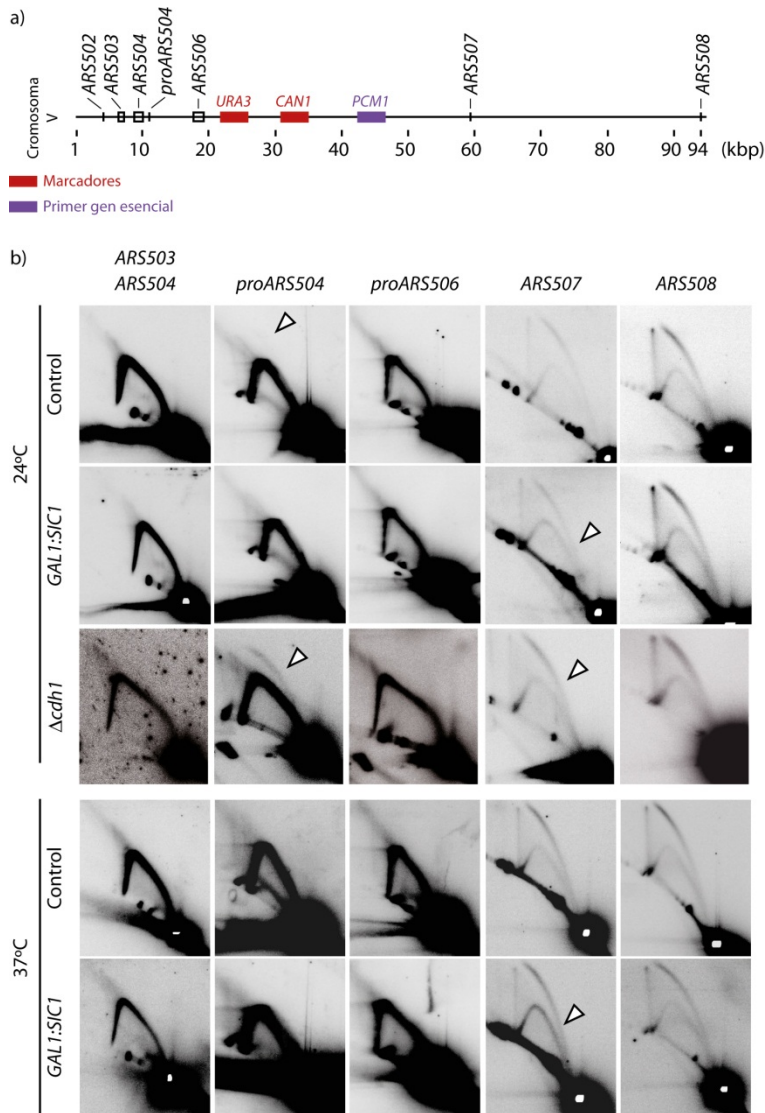 a)
ARS502
ARS503
ARS504
proARS504
ARS506
ARS507
ARS508
URA3
CAN1
PCM1
Cromosoma
V
1 10 20 30 40 50 60 70 80 90 94 (kbp)
Marcadores
Primer gen esencial
b)
ARS503
ARS504 proARS504 proARS506 ARS507 ARS508
24ºC
Control
GAL1:SIC1
Δcdh1
37ºC
Control
GAL1:SIC1